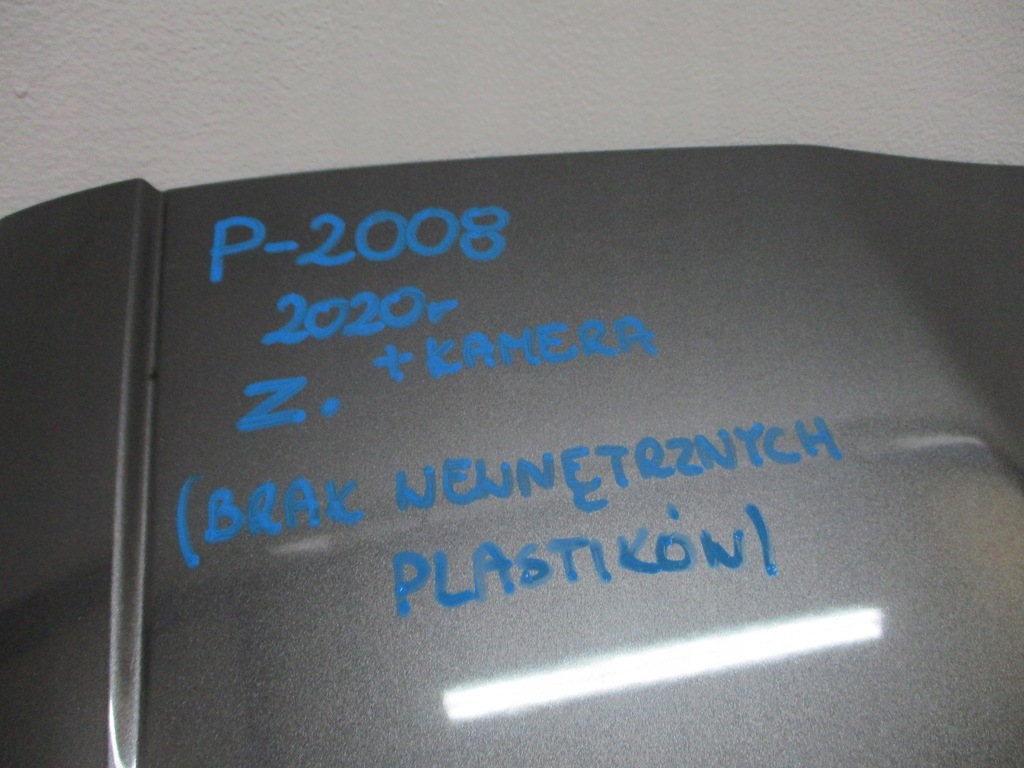 P-2008
2020r
+KAMERA
Z.
(BRAK WEWNĘTRZNYCH
PLASTIKÓW)